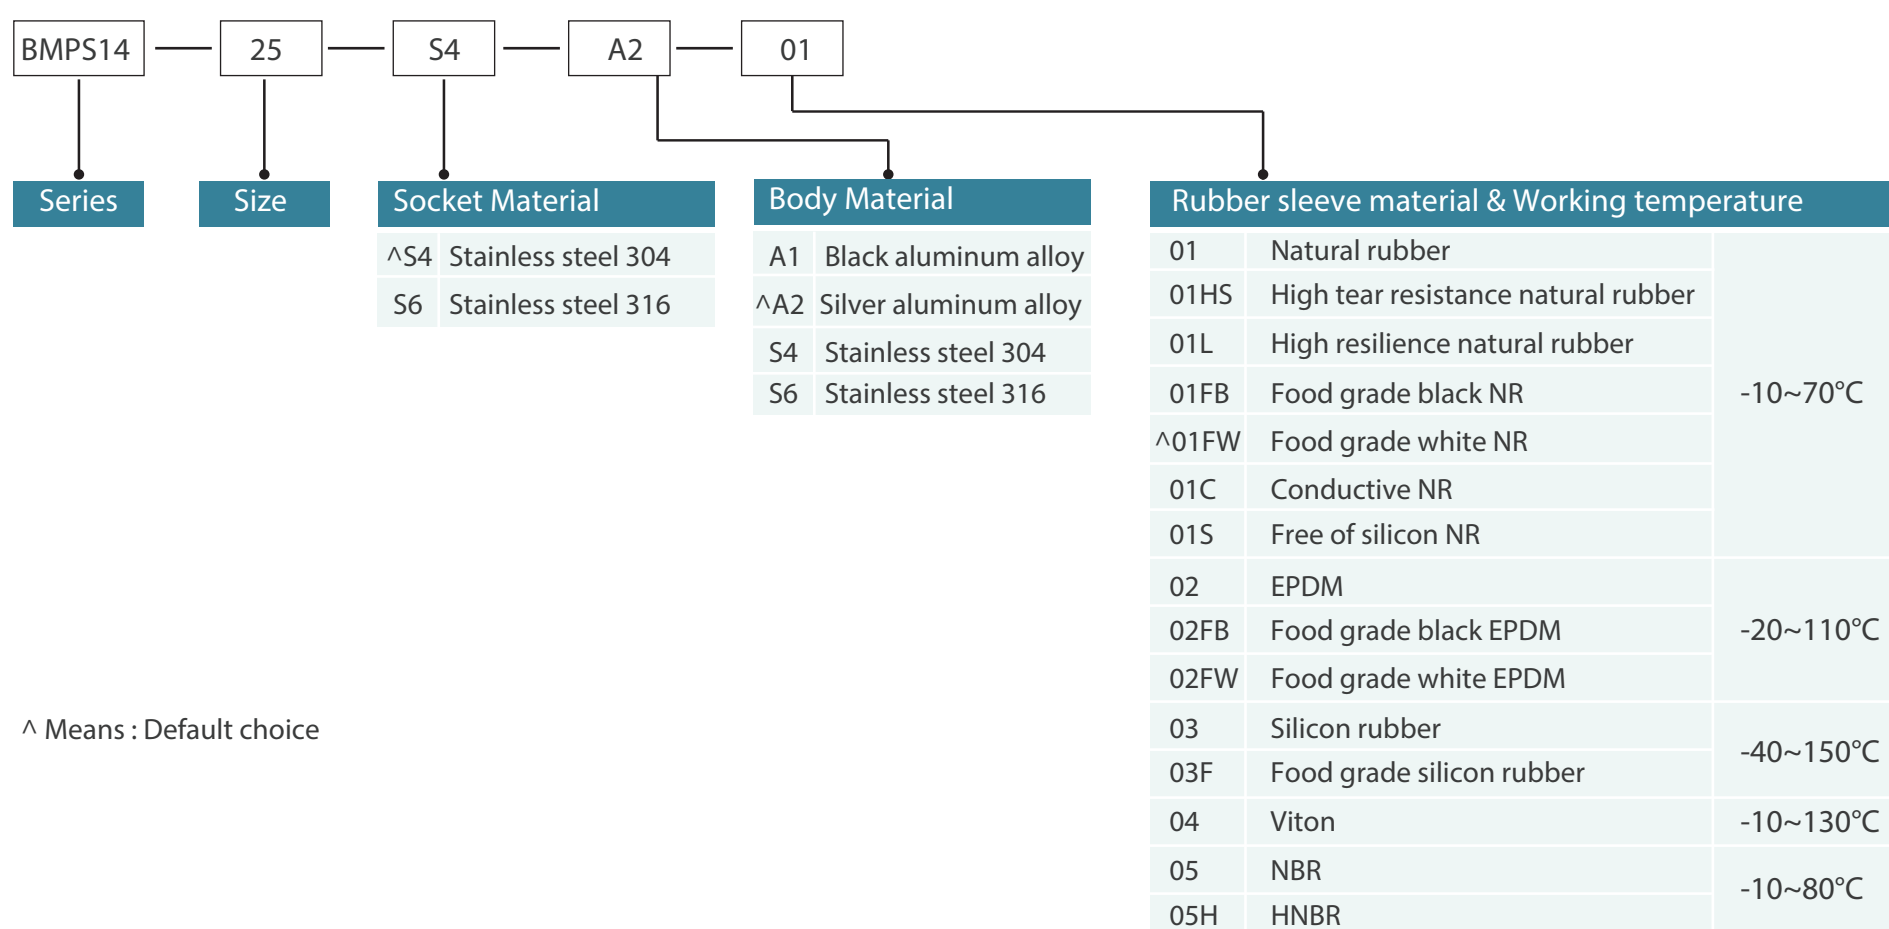 BMPS14 25 S4 A2 01
Series
Size
Socket Material
^S4 Stainless steel 304
S6 Stainless steel 316
Body Material
A1 Black aluminum alloy
^A2 Silver aluminum alloy
S4 Stainless steel 304
S6 Stainless steel 316
Rubber sleeve material & Working temperature
01 Natural rubber
01HS High tear resistance natural rubber
01L High resilience natural rubber
01FB Food grade black NR
-10~70°C
^01FW Food grade white NR
01C Conductive NR
01S Free of silicon NR
02 EPDM
02FB Food grade black EPDM
-20~110°C
02FW Food grade white EPDM
03 Silicon rubber
-40~150°C
03F Food grade silicon rubber
04 Viton
-10~130°C
05 NBR
-10~80°C
05H HNBR
^ Means : Default choice